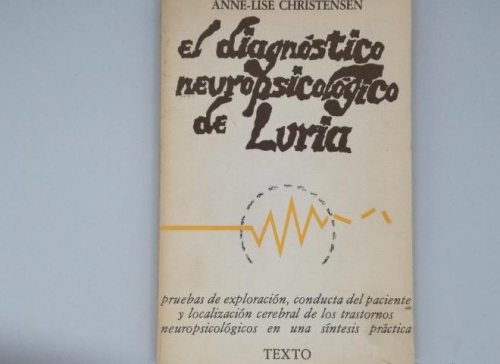 ANNE-LISE CHRISTENSEN
el diagnóstico
neuropsicológico
de Luria
pruebas de exploración, conducta del paciente
y localización cerebral de los trastornos
neuropsicológicos en una síntesis práctica
TEXTO